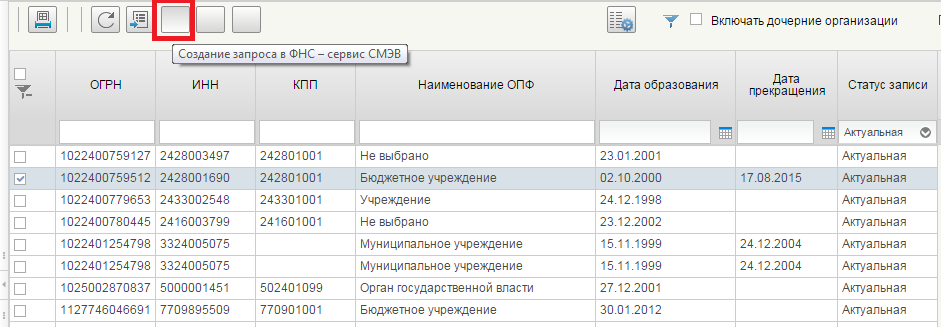 Включать дочерние организации
Создание запроса в ФНС – сервис СМЭВ
ОГРН ИНН КПП Наименование ОПФ Дата образования Дата прекращения Статус записи
Актуальная
1022400759127 2428003497 242801001 Не выбрано 23.01.2001 Актуальная
1022400759512 2428001690 242801001 Бюджетное учреждение 02.10.2000 17.08.2015 Актуальная
1022400779653 2433002548 243301001 Учреждение 24.12.1998 Актуальная
1022400780445 2416003799 241601001 Не выбрано 23.12.2002 Актуальная
1022401254798 3324005075 Муниципальное учреждение 15.11.1999 24.12.2004 Актуальная
1022401254798 3324005075 Муниципальное учреждение 15.11.1999 24.12.2004 Актуальная
1025002870837 5000001451 502401099 Орган государственной власти 27.12.2001 Актуальная
1127746046691 7709895509 770901001 Бюджетное учреждение 30.01.2012 Актуальная